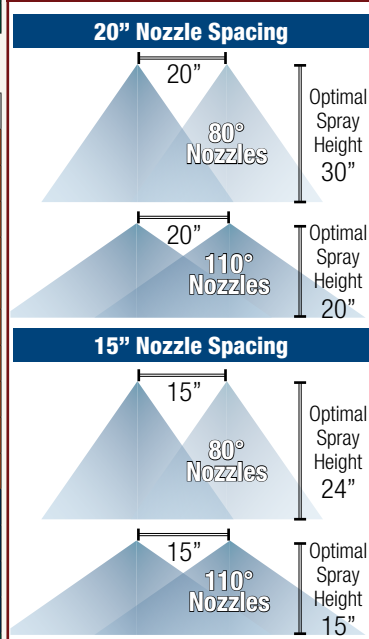 20” Nozzle Spacing
20”
80°
Nozzles
Optimal
Spray
Height
30”
20”
110°
Nozzles
Optimal
Spray
Height
20”
15” Nozzle Spacing
15”
80°
Nozzles
Optimal
Spray
Height
24”
15”
110°
Nozzles
Optimal
Spray
Height
15”